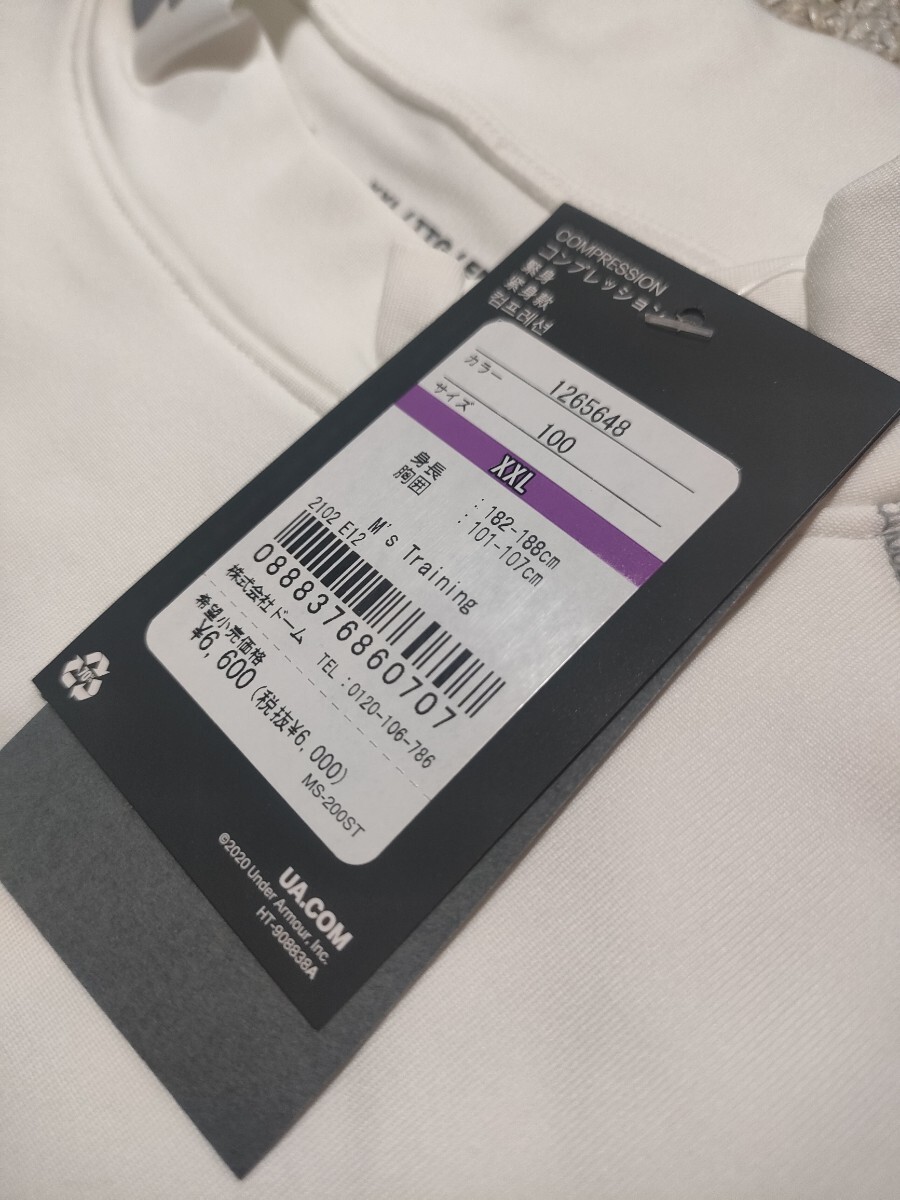 COMPRESSION
コンプレッション
緊身
紧身款
컴프레션
1265648
カラー 100
サイズ XXL
身長 : 182-188cm
胸囲 : 101-107cm
M's Training
2102 E12
0888376860707
株式会社ドーム TEL:0120-106-786
希望小売価格
¥6,600 (税抜¥6,000)
MS-200ST
UA.COM
©2020 Under Armour, Inc.
HT-908838A